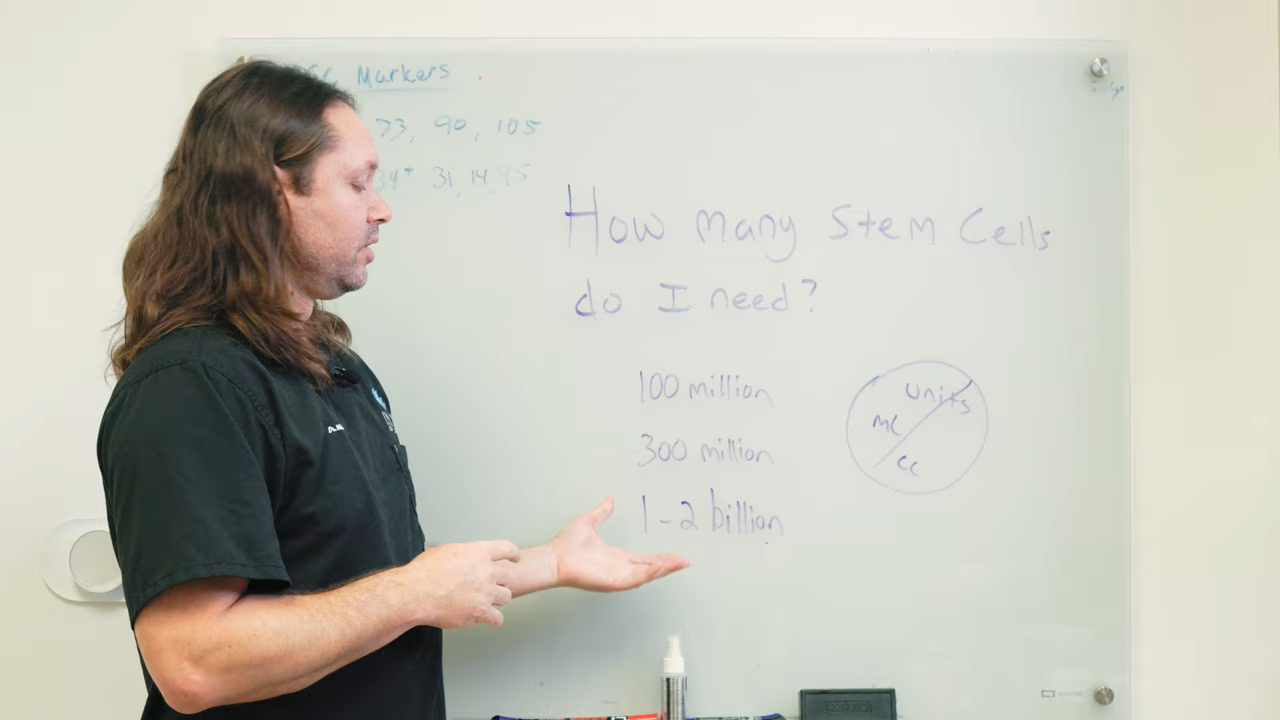 Markers
73, 90, 105
34+ 31, 14, 45
How many Stem Cells
do I need?
100 million
300 million
1-2 billion
Units
ML
CC